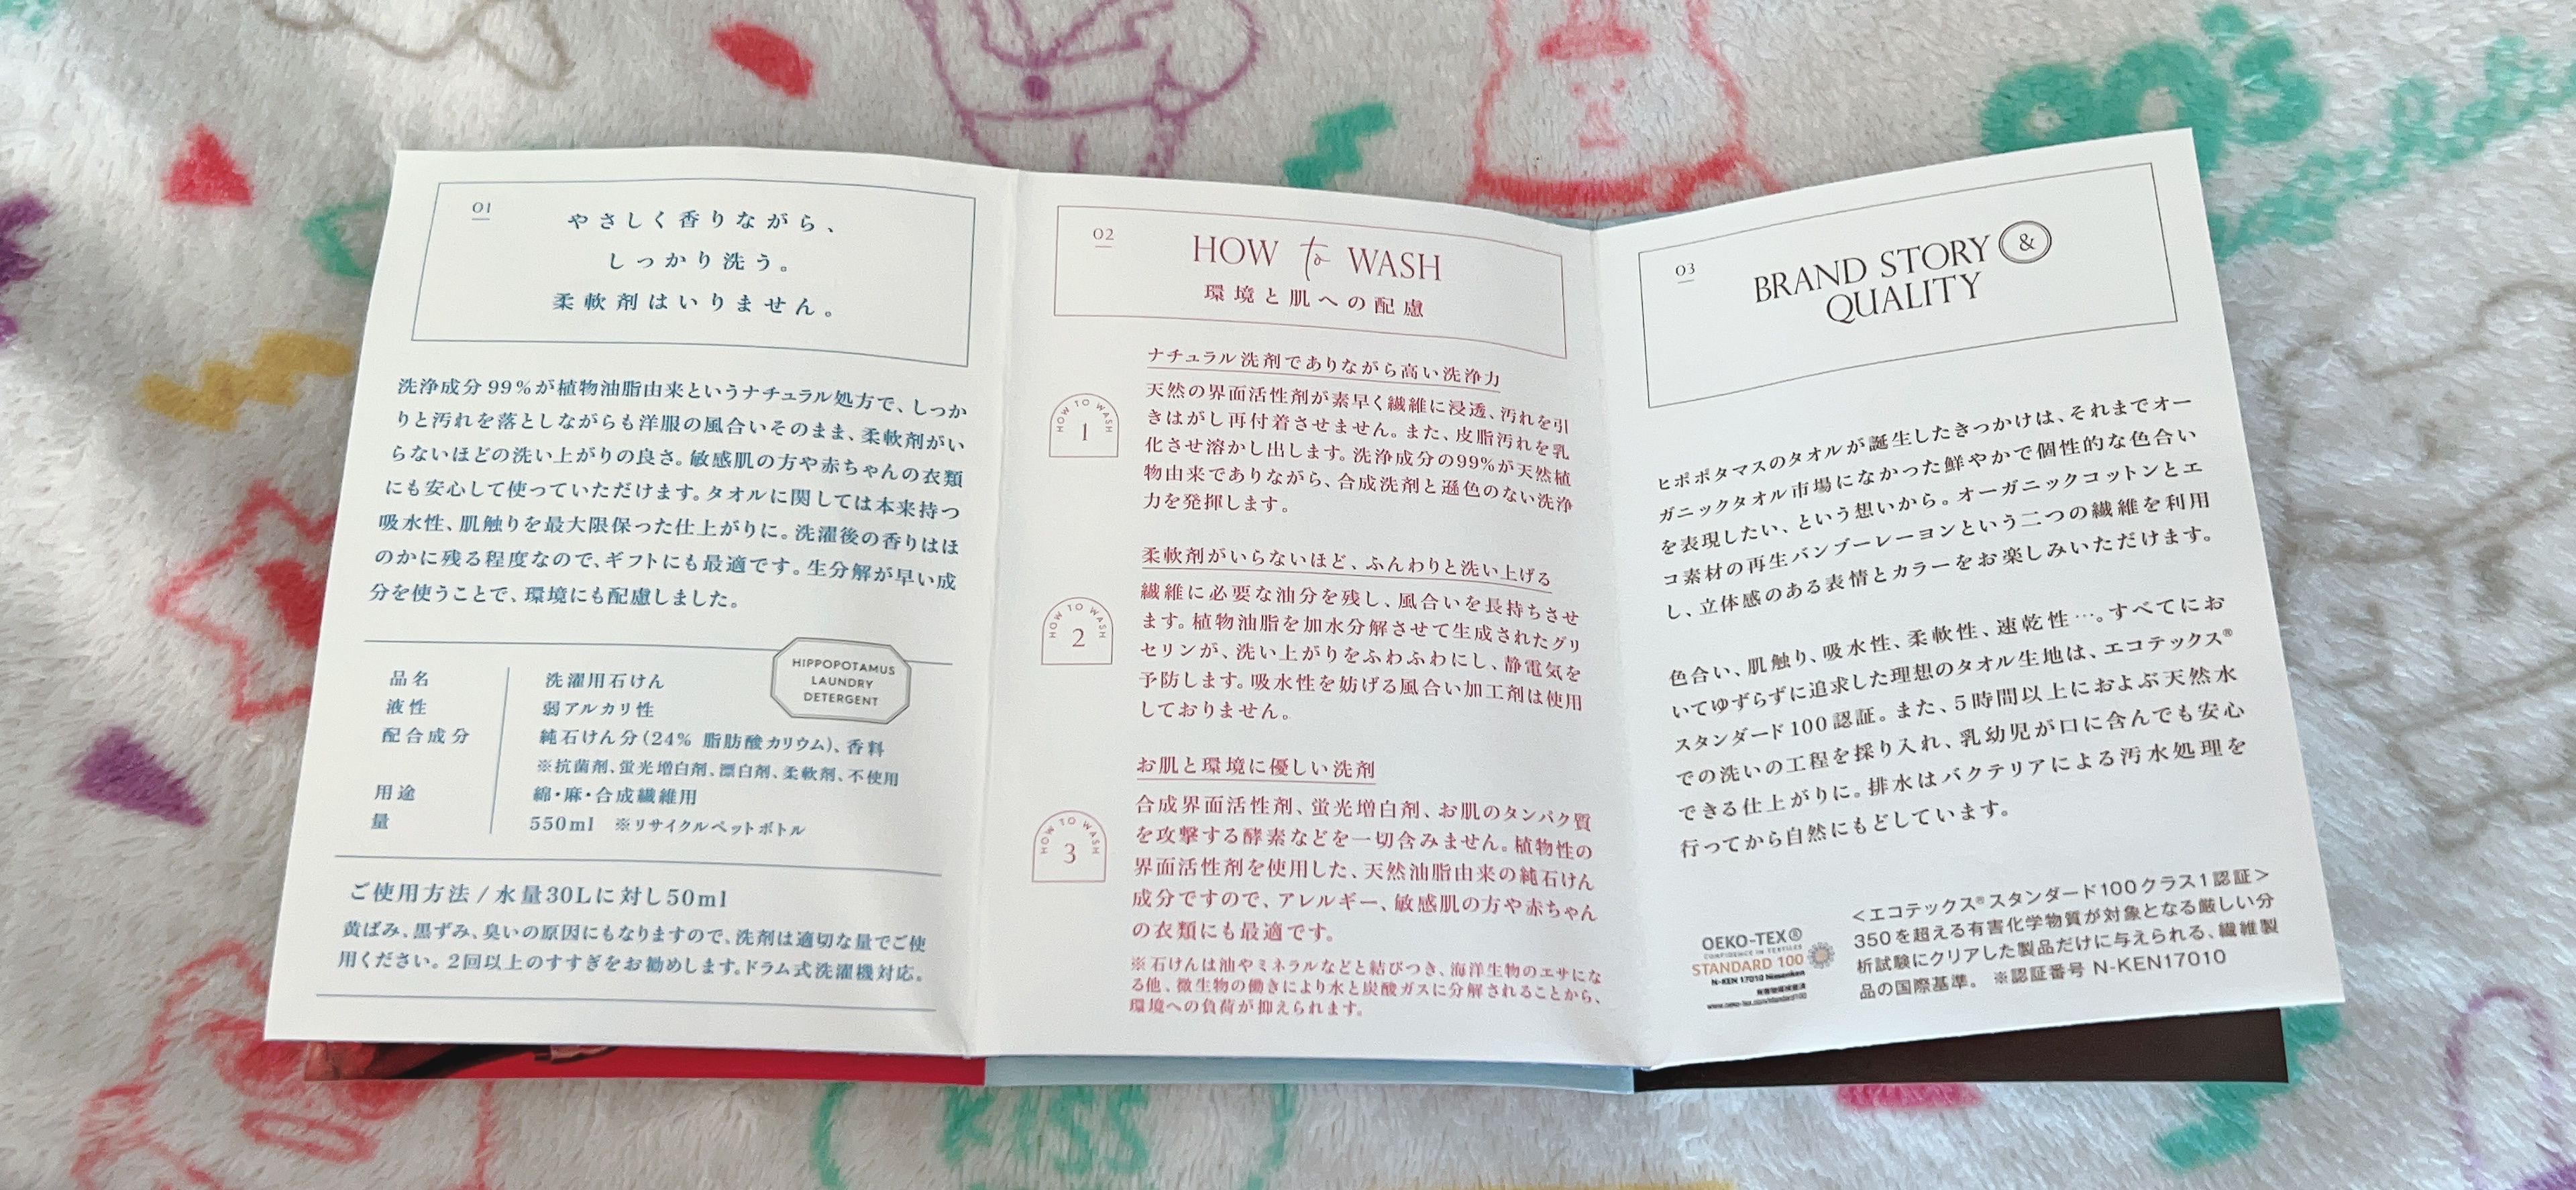 01
やさしく香りながら、
しっかり洗う。
柔軟剤はいりません。
洗浄成分99%が植物油脂由来というナチュラル処方で、しっか
りと汚れを落としながらも洋服の風合いそのまま、柔軟剤がい
らないほどの洗い上がりの良さ。敏感肌の方や赤ちゃんの衣類
にも安心して使っていただけます。タオルに関しては本来持つ
吸水性、肌触りを最大限保った仕上がりに。洗濯後の香りはほ
のかに残る程度なので、ギフトにも最適です。生分解が早い成
分を使うことで、環境にも配慮しました。
HIPPOPOTAMUS
LAUNDRY
DETERGENT
品名 洗濯用石けん
液性 弱アルカリ性
配合成分 純石けん分(24% 脂肪酸カリウム)、香料
※抗菌剤、蛍光増白剤、漂白剤、柔軟剤、不使用
用途 綿・麻・合成繊維用
量 550ml ※リサイクルペットボトル
ご使用方法 / 水量30Lに対し50ml
黄ばみ、黒ずみ、臭いの原因にもなりますので、洗剤は適切な量でご使
用ください。2回以上のすすぎをお勧めします。ドラム式洗濯機対応。
02
HOW to WASH
環境と肌への配慮
HOW TO WASH
1
ナチュラル洗剤でありながら高い洗浄力
天然の界面活性剤が素早く繊維に浸透、汚れを引
きはがし再付着させません。また、皮脂汚れを乳
化させ溶かし出します。洗浄成分の99%が天然植
物由来でありながら、合成洗剤と遜色のない洗浄
力を発揮します。
HOW TO WASH
2
柔軟剤がいらないほど、ふんわりと洗い上げる
繊維に必要な油分を残し、風合いを長持ちさせ
ます。植物油脂を加水分解させて生成されたグリ
セリンが、洗い上がりをふわふわにし、静電気を
予防します。吸水性を妨げる風合い加工剤は使用
しておりません。
HOW TO WASH
3
お肌と環境に優しい洗剤
合成界面活性剤、蛍光増白剤、お肌のタンパク質
を攻撃する酵素などを一切含みません。植物性の
界面活性剤を使用した、天然油脂由来の純石けん
成分ですので、アレルギー、敏感肌の方や赤ちゃん
の衣類にも最適です。
※石けんは油やミネラルなどと結びつき、海洋生物のエサにな
る他、微生物の働きにより水と炭酸ガスに分解されることから、
環境への負荷が抑えられます。
03
BRAND STORY &
QUALITY
ヒポポタマスのタオルが誕生したきっかけは、それまでオー
ガニックタオル市場になかった鮮やかで個性的な色合い
を表現したい、という想いから。オーガニックコットンとエ
コ素材の再生バンブーレーヨンという二つの繊維を利用
し、立体感のある表情とカラーをお楽しみいただけます。
色合い、肌触り、吸水性、柔軟性、速乾性…。すべてにお
いてゆずらずに追求した理想のタオル生地は、エコテックス®
スタンダード100認証。また、5時間以上におよぶ天然水
での洗いの工程を採り入れ、乳幼児が口に含んでも安心
できる仕上がりに。排水はバクテリアによる汚水処理を
行ってから自然にもどしています。
OEKO-TEX®
CONFIDENCE IN TEXTILES
STANDARD 100
N-KEN 17010 Nissenken
www.oeko-tex.com/standard100
<エコテックス®スタンダード100クラス1認証>
350を超える有害化学物質が対象となる厳しい分
析試験にクリアした製品だけに与えられる、繊維製
品の国際基準。 ※認証番号 N-KEN17010
90's
KISS